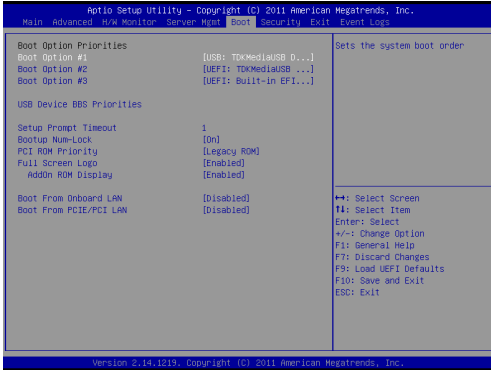 Aptio Setup Utility - Copyright (C) 2011 American Megatrends, Inc.
Main Advanced H/W Monitor Server Mgmt Boot Security Exit Event Logs
Boot Option Priorities
Boot Option #1 [USB: TDKMediaUSB D...]
Boot Option #2 [UEFI: TDKMediaUSB ...]
Boot Option #3 [UEFI: Built-in EFI...]
USB Device BBS Priorities
Setup Prompt Timeout 1
Bootup Num-Lock [On]
PCI ROM Priority [Legacy ROM]
Full Screen Logo [Enabled]
AddOn ROM Display [Enabled]
Boot From Onboard LAN [Disabled]
Boot From PCIE/PCI LAN [Disabled]
Sets the system boot order
↔: Select Screen
↑↓: Select Item
Enter: Select
+/-: Change Option
F1: General Help
F7: Discard Changes
F9: Load UEFI Defaults
F10: Save and Exit
ESC: Exit
Version 2.14.1219. Copyright (C) 2011 American Megatrends, Inc.